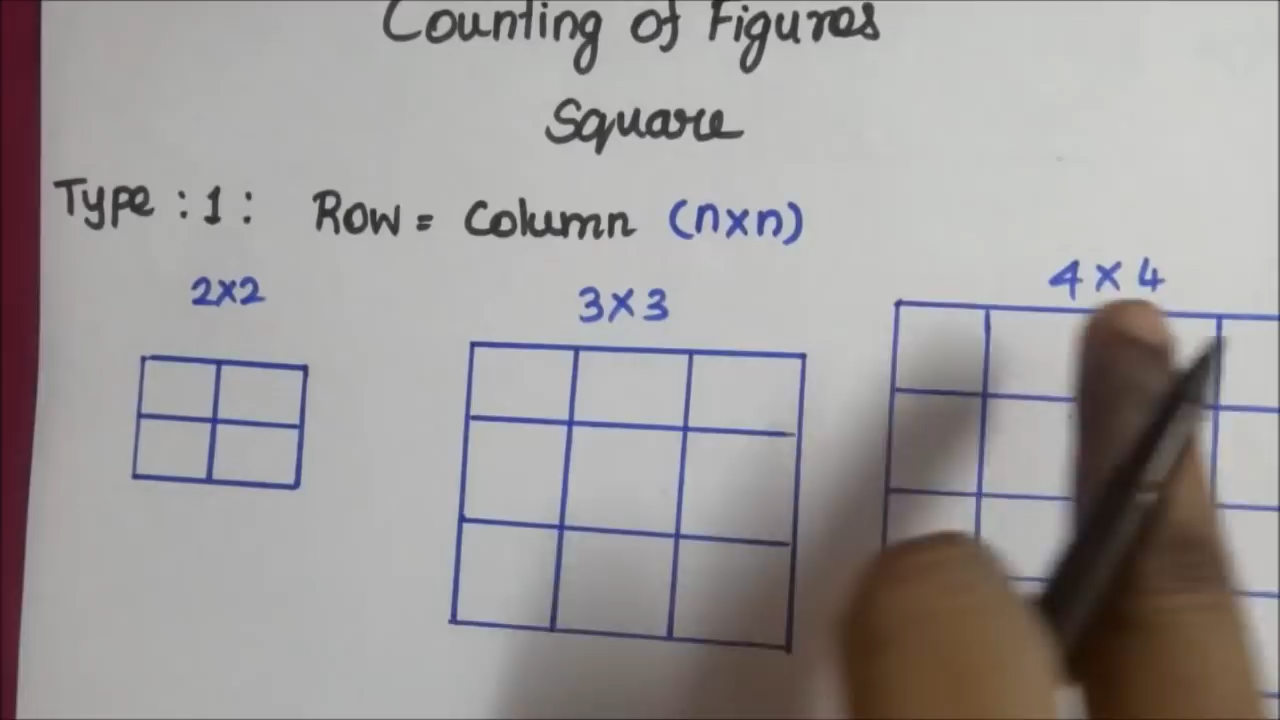 Counting of Figures
Square
Type : 1 : Row = Column (n×n)
2×2
3×3
4×4